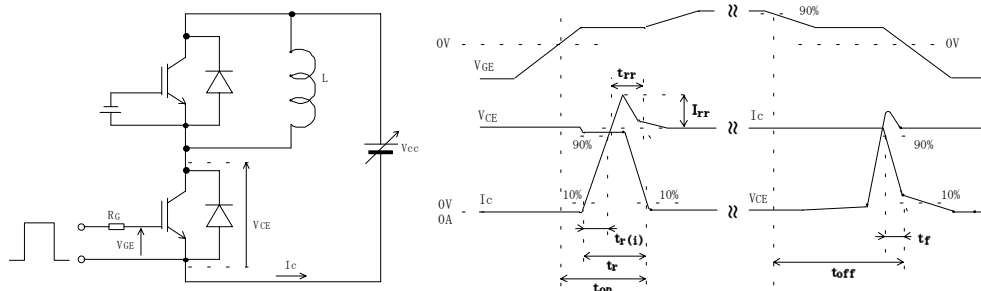 L
Vcc
RG
VGE
VCE
Ic
0V
90%
0V
VGE
trr
Irr
VCE
Ic
90%
90%
10%
10%
10%
0V
0A
Ic
VCE
tr(i)
tf
tr
toff
ton